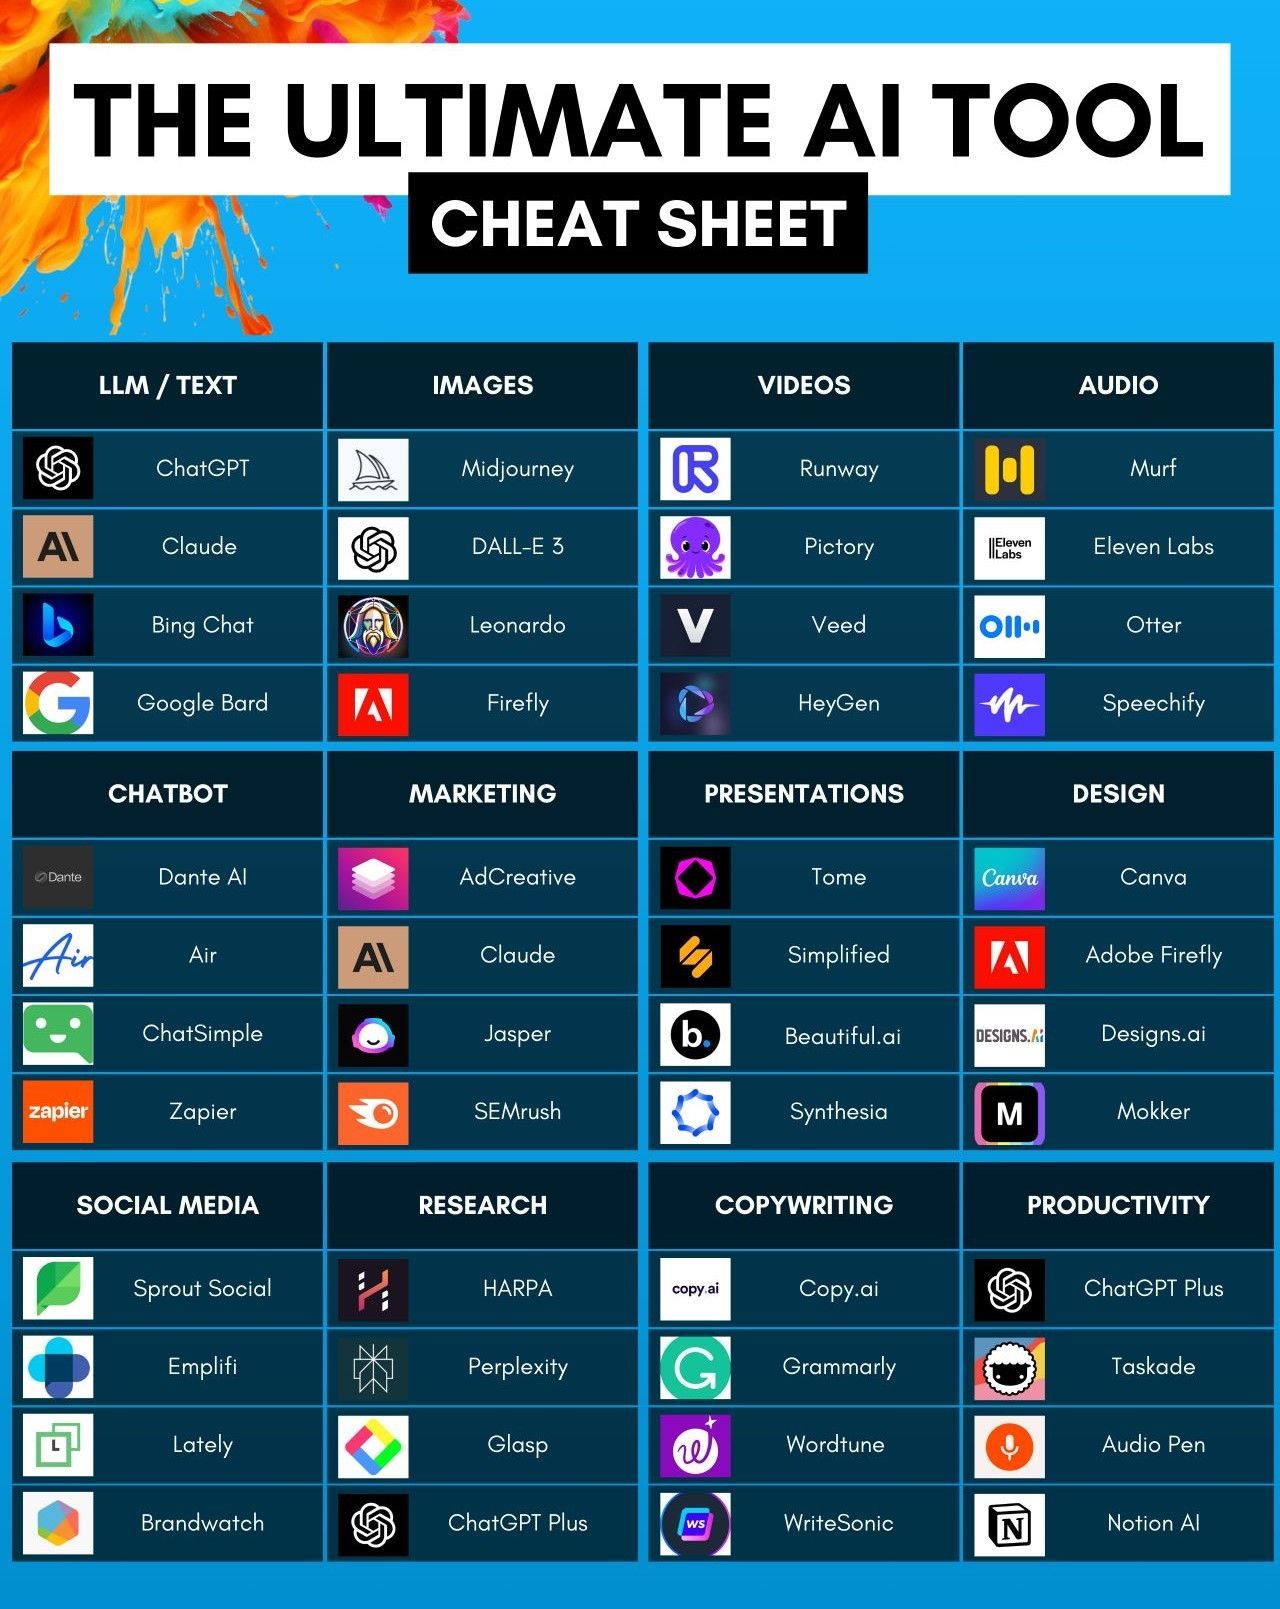 THE ULTIMATE AI TOOL
CHEAT SHEET
LLM / TEXT
ChatGPT
Claude
Bing Chat
Google Bard
IMAGES
Midjourney
DALL-E 3
Leonardo
Firefly
VIDEOS
Runway
Pictory
Veed
HeyGen
AUDIO
Murf
IIEleven
Labs
Eleven Labs
Otter
Speechify
CHATBOT
Dante
Dante AI
Air
Air
ChatSimple
zapier
Zapier
MARKETING
AdCreative
Claude
Jasper
SEMrush
PRESENTATIONS
Tome
Simplified
b.
Beautiful.ai
Synthesia
DESIGN
Canva
Canva
Adobe Firefly
DESIGNS.Ai
Designs.ai
M
Mokker
SOCIAL MEDIA
Sprout Social
Emplifi
L
Lately
Brandwatch
RESEARCH
HARPA
Perplexity
Glasp
ChatGPT Plus
COPYWRITING
copy.ai
Copy.ai
Grammarly
Wordtune
WS
WriteSonic
PRODUCTIVITY
ChatGPT Plus
Taskade
Audio Pen
N
Notion AI